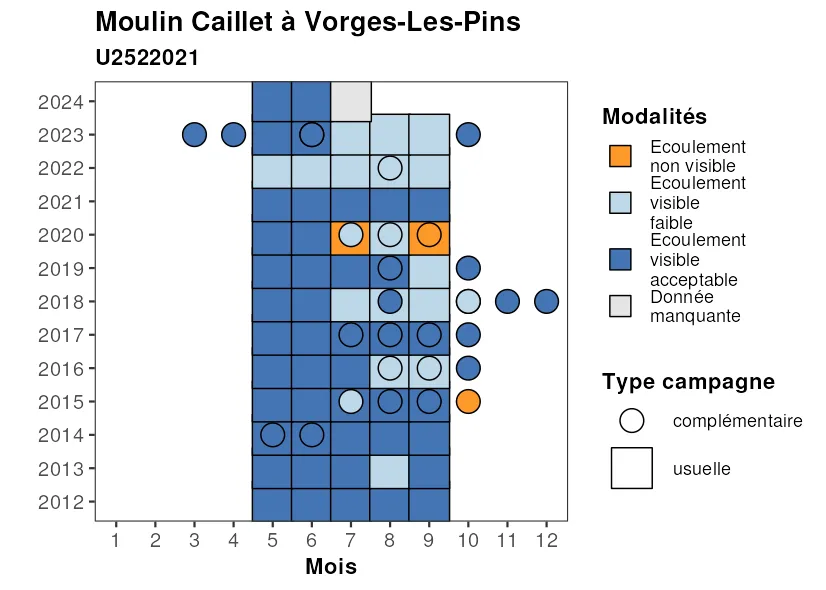 Moulin Caillet à Vorges-Les-Pins
U2522021
2024
2023
2022
2021
2020
2019
2018
2017
2016
2015
2014
2013
2012
1 2 3 4 5 6 7 8 9 10 11 12
Mois
Modalités
Ecoulement
non visible
Ecoulement
visible
faible
Ecoulement
visible
acceptable
Donnée
manquante
Type campagne
complémentaire
usuelle